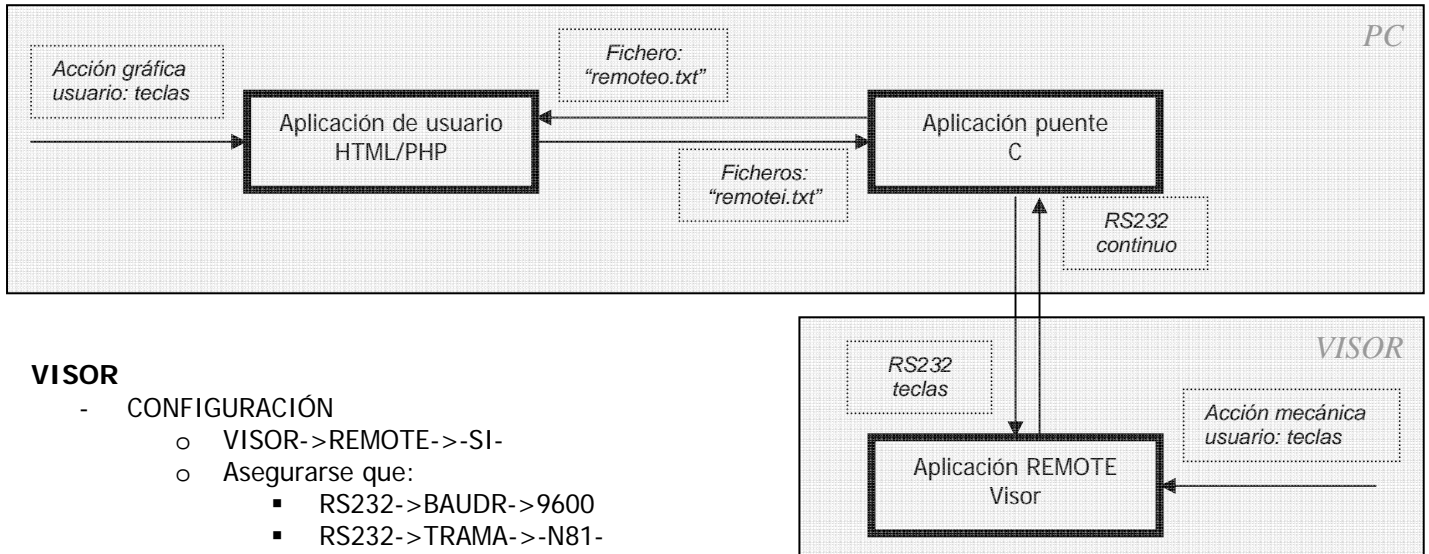 PC
Acción gráfica
usuario: teclas
Fichero:
“remoteo.txt”
Aplicación de usuario
HTML/PHP
Aplicación puente
C
Ficheros:
“remotei.txt”
RS232
continuo
VISOR
RS232
teclas
Acción mecánica
usuario: teclas
Aplicación REMOTE
Visor
VISOR
- CONFIGURACIÓN
o VISOR->REMOTE->-SI-
o Asegurarse que:
▪ RS232->BAUDR->9600
▪ RS232->TRAMA->-N81-